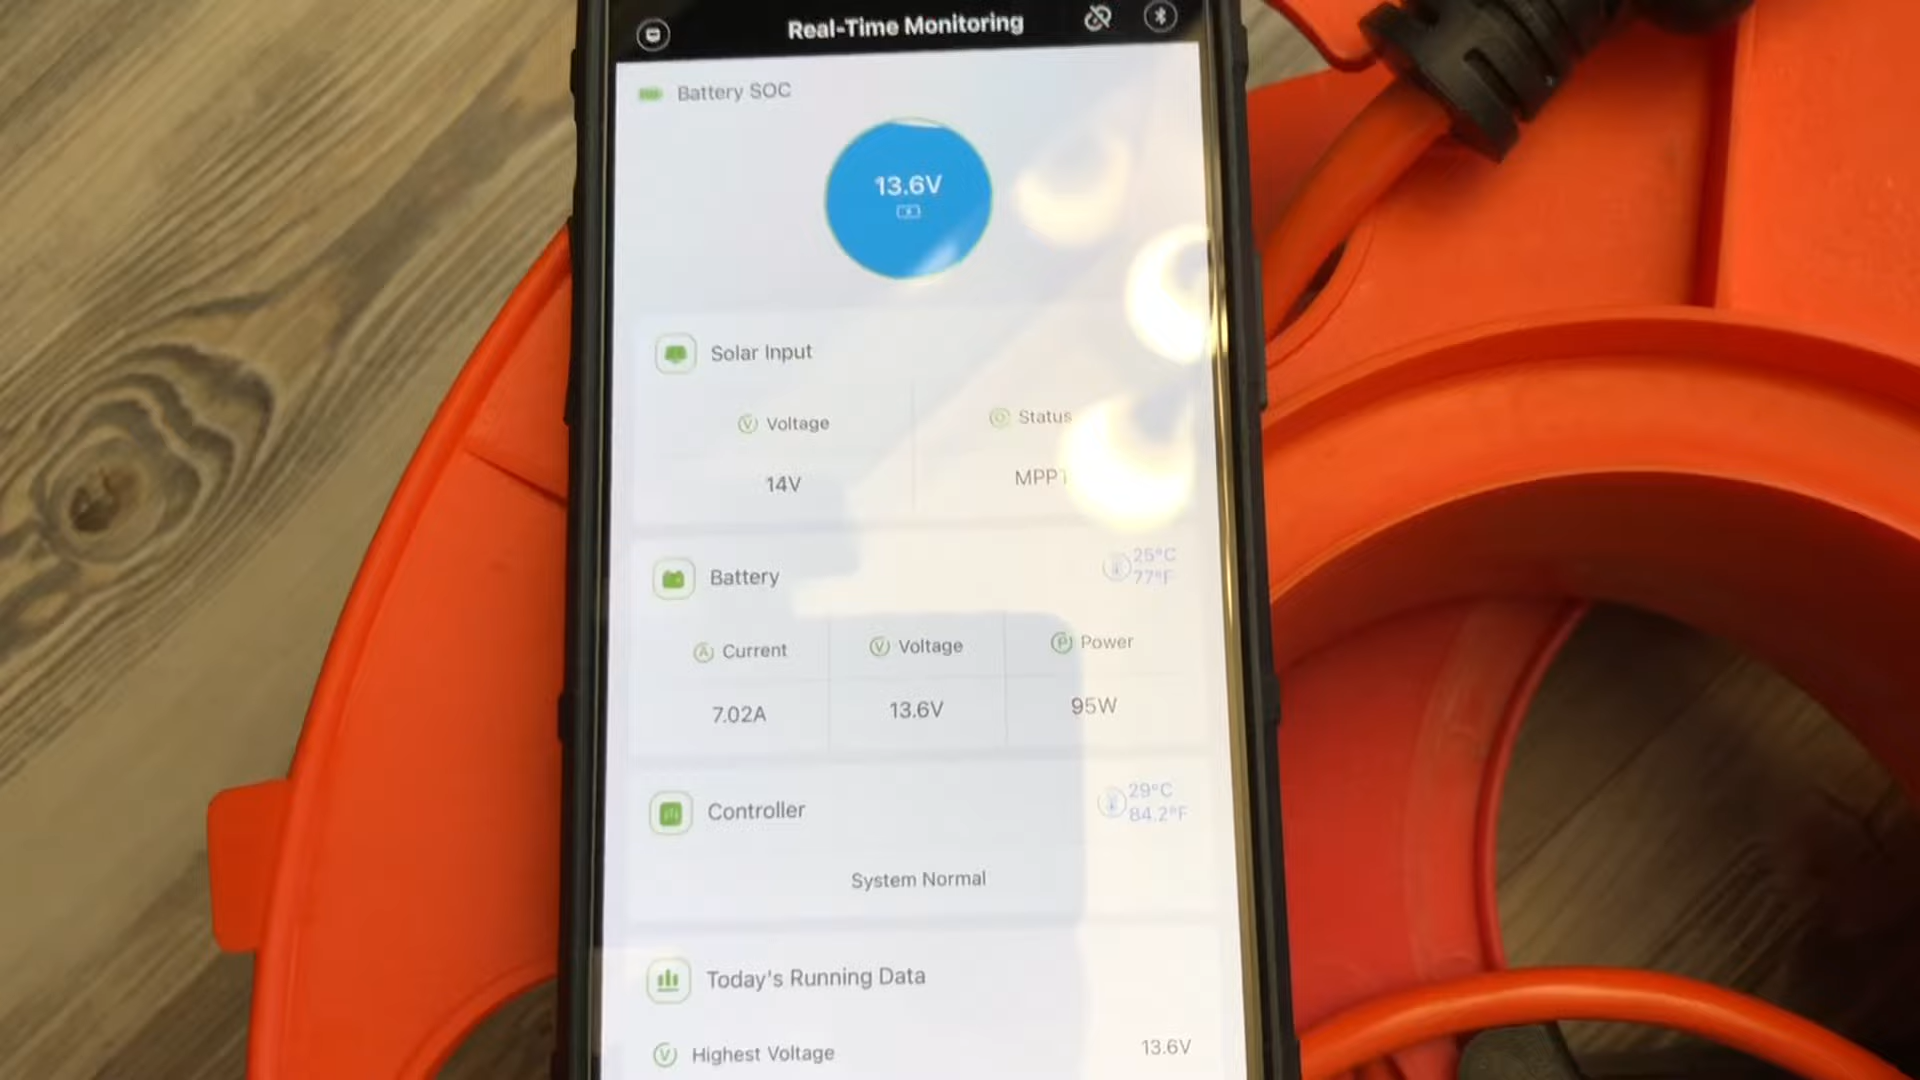 Real-Time Monitoring
Battery SOC
13.6V
Solar Input
Voltage Status
14V MPPT
Battery 25°C
77°F
Current Voltage Power
7.02A 13.6V 95W
Controller 29°C
84.2°F
System Normal
Today's Running Data
Highest Voltage 13.6V